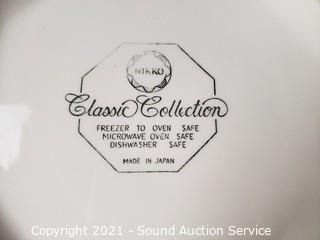 NIKKO
Classic Collection
FREEZER TO OVEN SAFE
MICROWAVE OVEN SAFE
DISHWASHER SAFE
MADE IN JAPAN
Copyright 2021 - Sound Auction Service